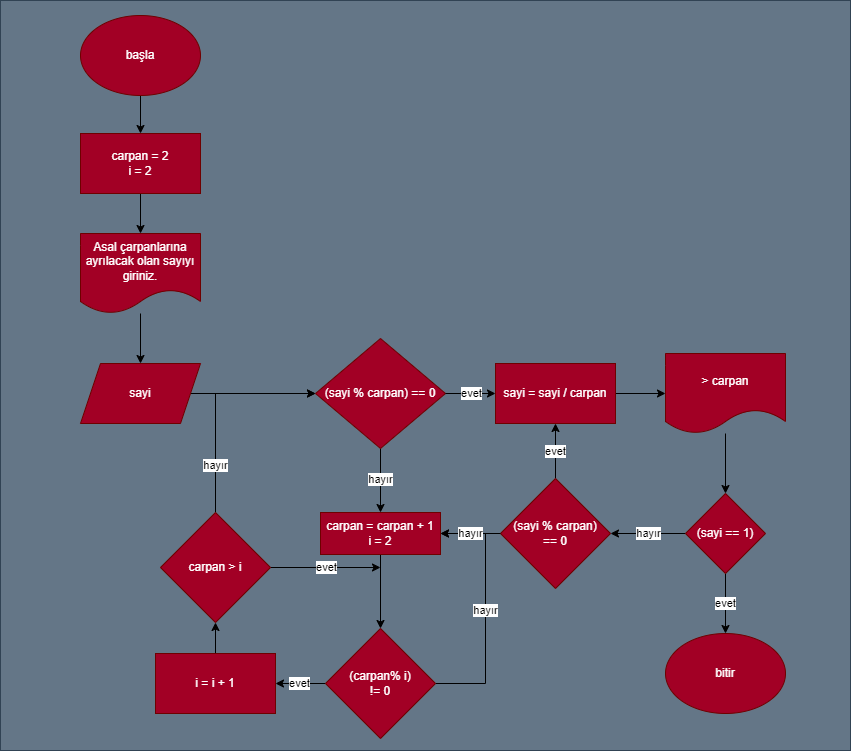 başla
carpan = 2
i = 2
Asal çarpanlarına
ayrılacak olan sayıyı
giriniz.
sayi
(sayi % carpan) == 0
evet
sayi = sayi / carpan
> carpan
hayır
evet
hayır
carpan = carpan + 1
i = 2
hayır
(sayi % carpan)
== 0
hayır
(sayi == 1)
carpan > i
evet
evet
hayır
i = i + 1
evet
(carpan% i)
!= 0
bitir